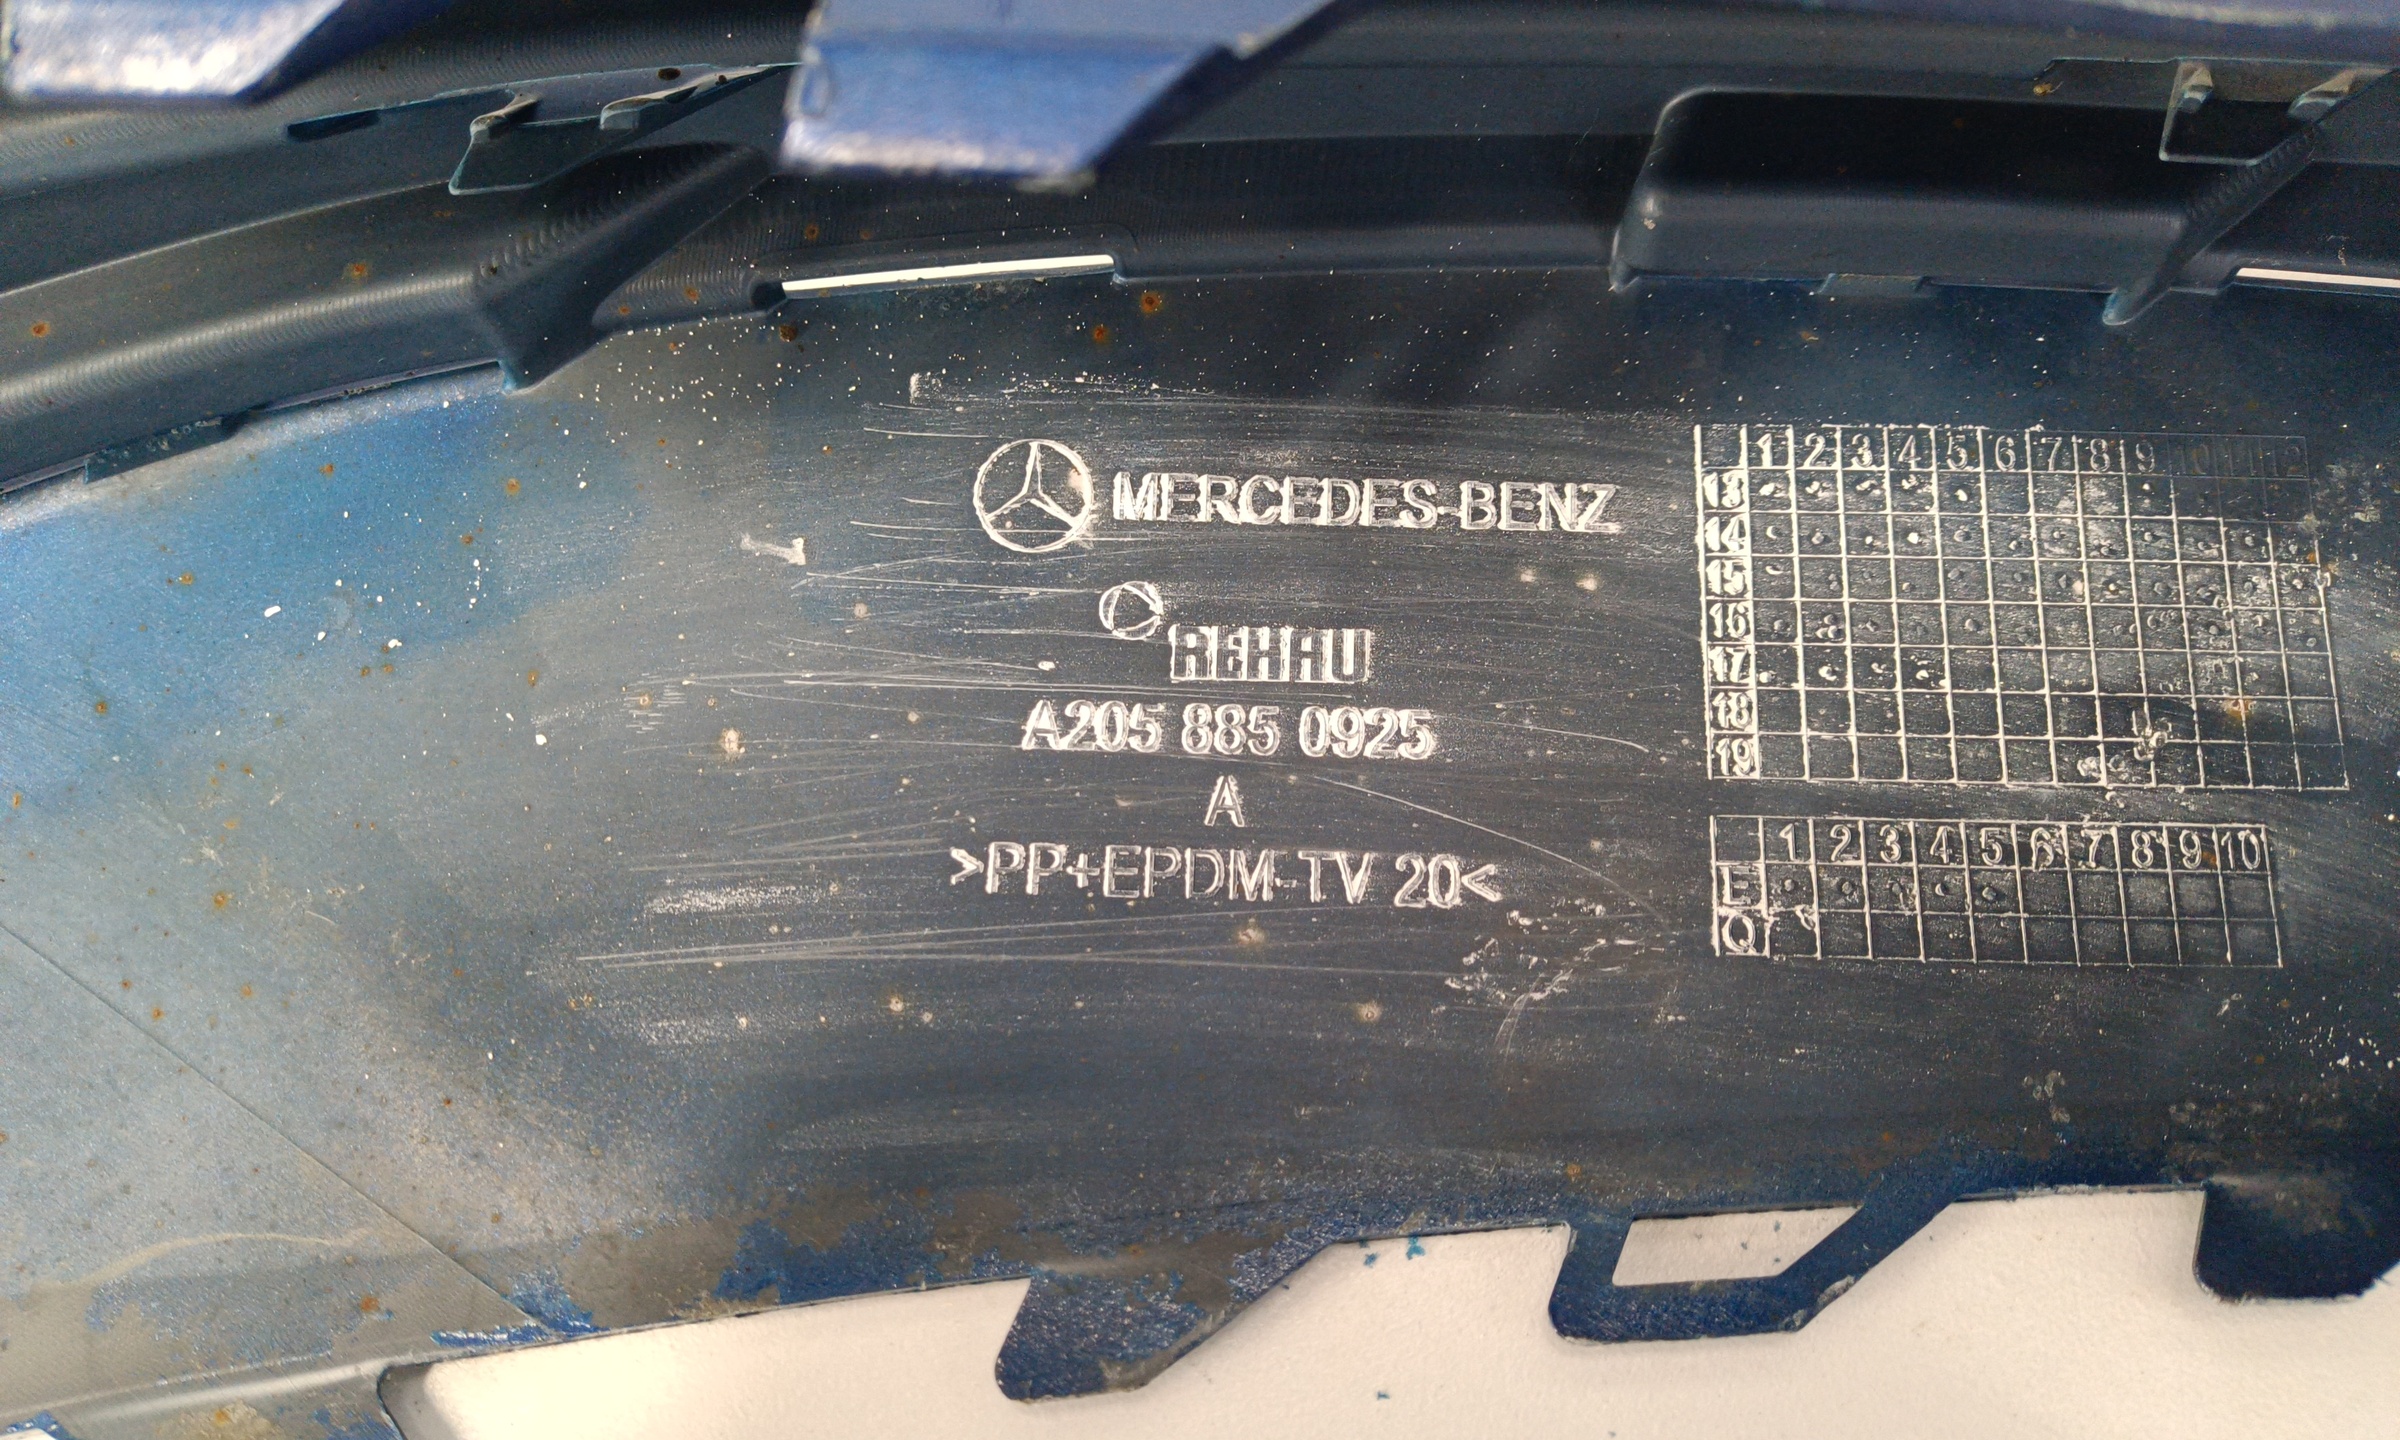 MERCEDES-BENZ
REHAU
A205 885 0925
A
>PP+EPDM-TV 20<
1 2 3 4 5 6 7 8 9 10 11 12
13
14
15
16
17
18
19
1 2 3 4 5 6 7 8 9 10
E
Q